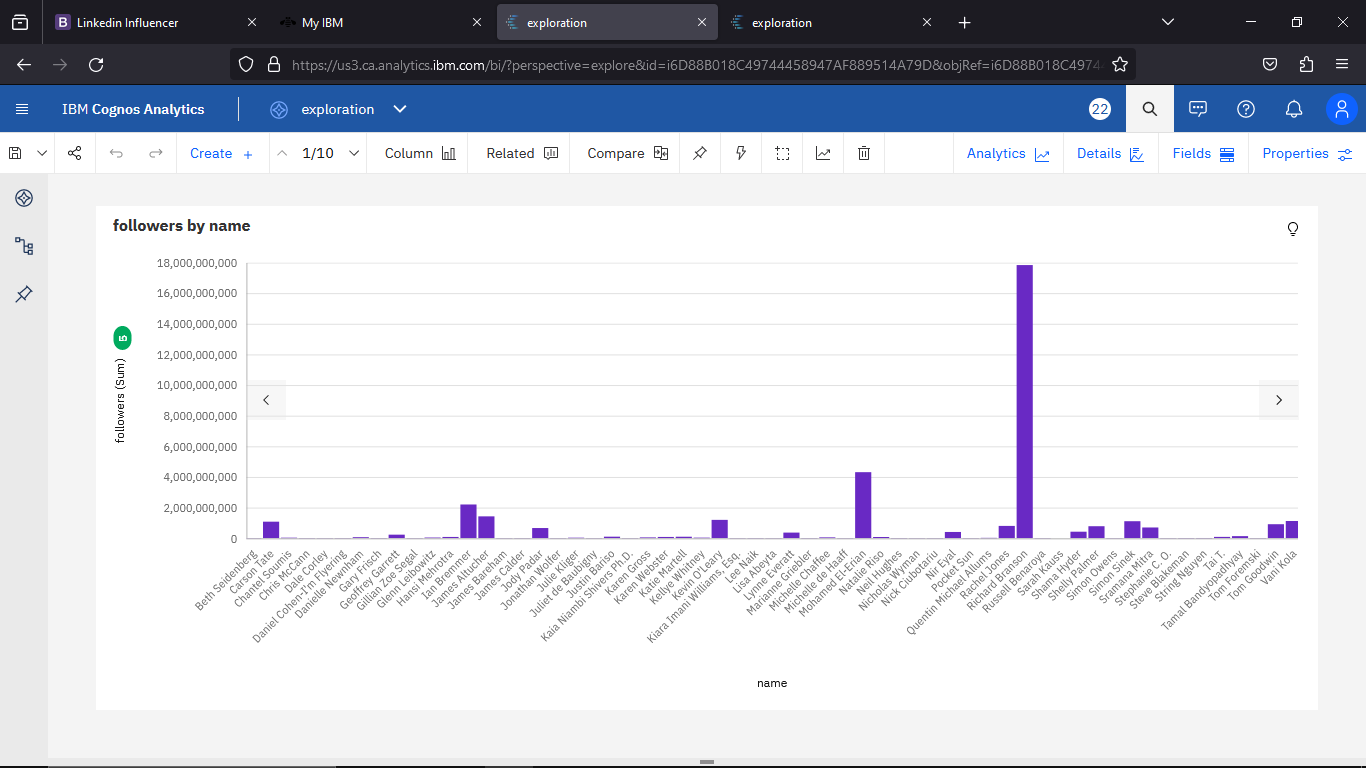 Linkedin Influencer
My IBM
exploration
exploration
https://us3.ca.analytics.ibm.com/bi/?perspective=explore&id=i6D88B018C49744458947AF889514A79D&objRef=i6D88B018C4974
IBM Cognos Analytics
exploration
22
Create +
1/10
Column
Related
Compare
Analytics
Details
Fields
Properties
followers by name
18,000,000,000
16,000,000,000
14,000,000,000
12,000,000,000
10,000,000,000
8,000,000,000
6,000,000,000
4,000,000,000
2,000,000,000
0
followers (Sum)
Beth Seidenberg
Carson Tate
Chantel Soumis
Chris McCann
Dale Corley
Daniel Cohen-I'm Flyering
Danielle Newnham
Gary Frisch
Geoffrey Garrett
Gillian Zoe Segal
Glenn Leibowitz
Hansi Mehrotra
Ian Bremmer
James Altucher
James Bareham
James Calder
Jody Padar
Jonathan Wolfer
Julie Kliger
Juliet de Baubigny
Justin Bariso
Kaia Niambi Shivers Ph.D.
Karen Gross
Karen Webster
Katie Martell
Kellye Whitney
Kevin O'Leary
Kiara Imani Williams, Esq.
Lee Naik
Lisa Abeyta
Lynne Everatt
Marianne Griebler
Michelle Chaffee
Michelle de Haaff
Mohamed El-Erian
Natalie Riso
Neil Hughes
Nicholas Wyman
Nick Ciubotariu
Nir Eyal
Pocket Sun
Quentin Michael Allums
Rachel Jones
Richard Branson
Russell Benaroya
Sarah Kauss
Shama Hyder
Shelly Palmer
Simon Owens
Simon Sinek
Sramana Mitra
Stephanie C. O.
Steve Blakeman
String Nguyen
Tai T.
Tamal Bandyopadhyay
Tom Foremski
Tom Goodwin
Vani Kola
name